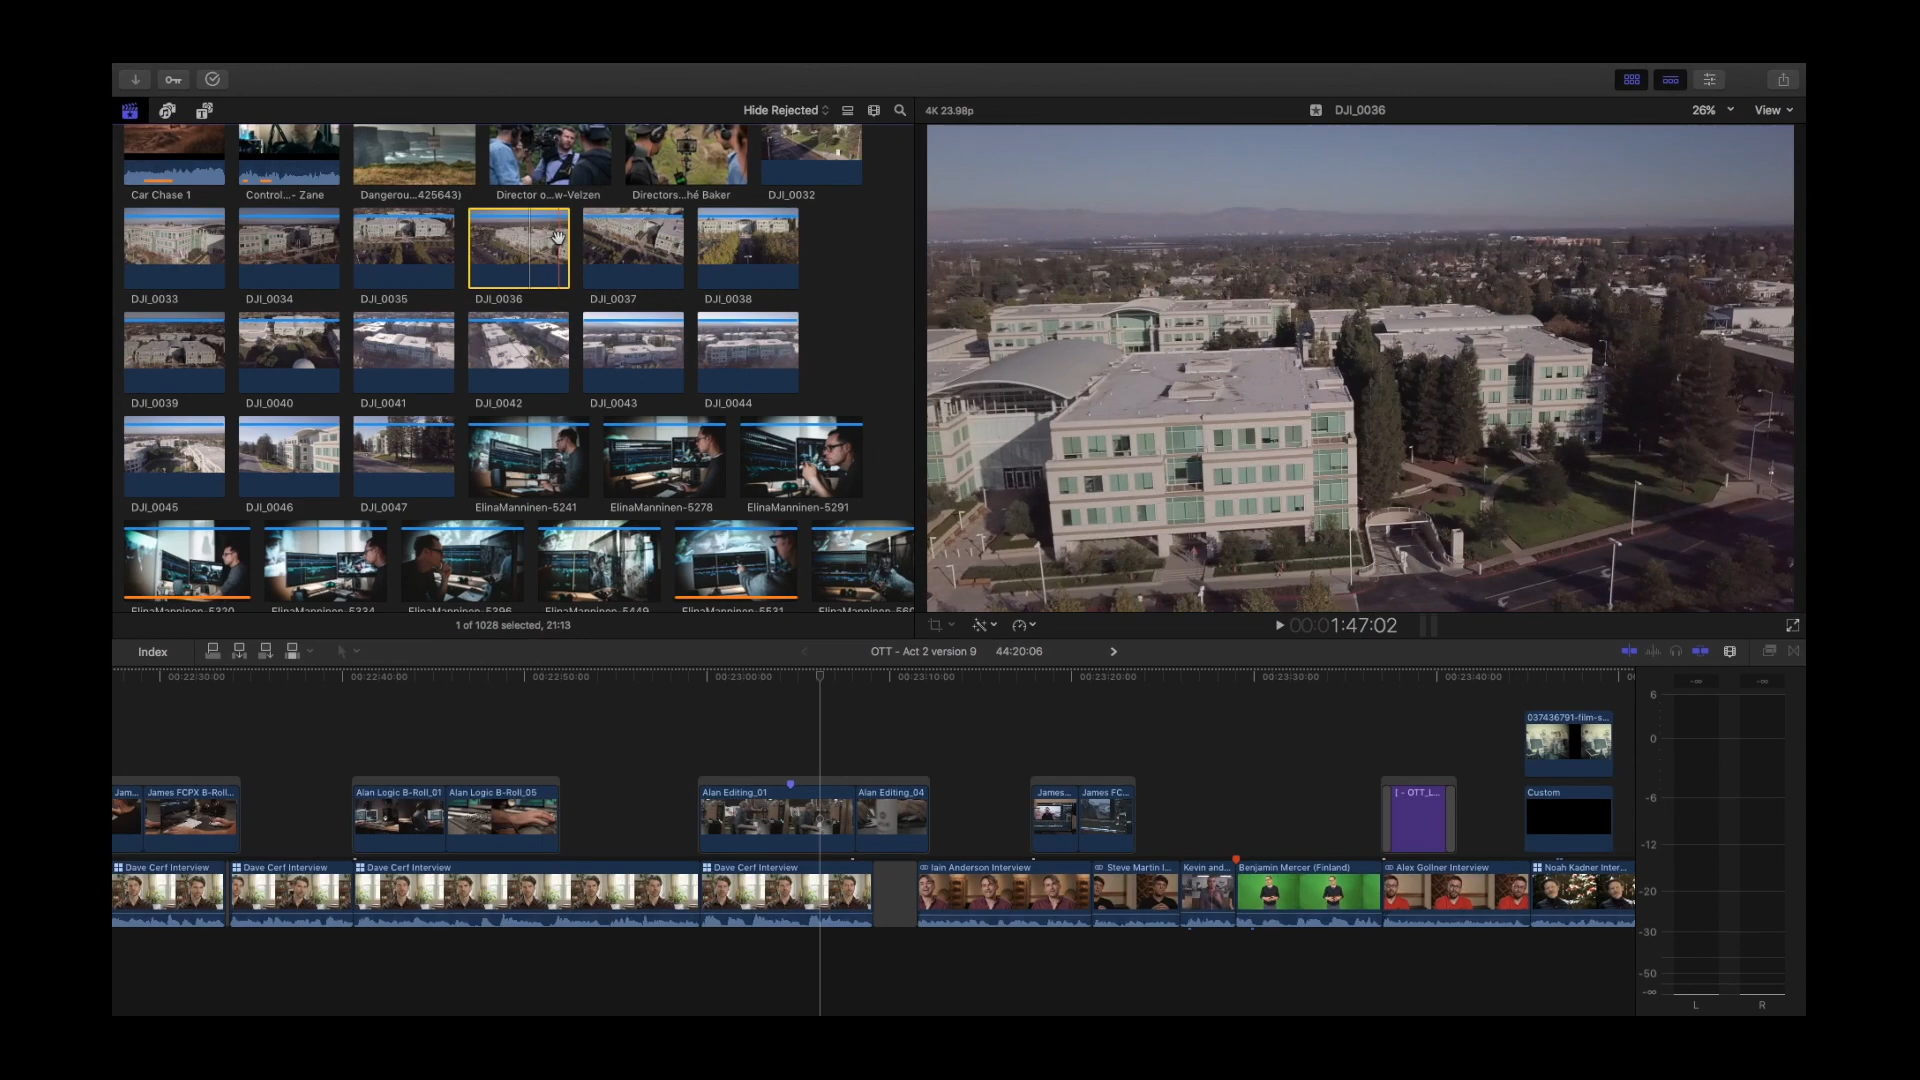 Hide Rejected
4K 23.98p
DJI_0036
26%
View
Car Chase 1
Control...- Zane
Dangerou...425643)
Director o...w-Velzen
Directors...hé Baker
DJI_0032
DJI_0033
DJI_0034
DJI_0035
DJI_0036
DJI_0037
DJI_0038
DJI_0039
DJI_0040
DJI_0041
DJI_0042
DJI_0043
DJI_0044
DJI_0045
DJI_0046
DJI_0047
ElinaManninen-5241
ElinaManninen-5278
ElinaManninen-5291
ElinaManninen-5320
ElinaManninen-5334
ElinaManninen-5396
ElinaManninen-5449
ElinaManninen-5531
1 of 1028 selected, 21:13
00:01:47:02
Index
OTT - Act 2 version 9
44:20:06
00:22:30:00
00:22:40:00
00:22:50:00
00:23:00:00
00:23:10:00
00:23:20:00
00:23:30:00
00:23:40:00
-∞
-∞
6
0
-6
-12
-20
-30
-50
-∞
L
R
037436791-film-s...
Jam...
James FCPX B-Roll...
Alan Logic B-Roll_01
Alan Logic B-Roll_05
Alan Editing_01
Alan Editing_04
James...
James FC...
[ - OTT_L...
Custom
Dave Cerf Interview
Dave Cerf Interview
Dave Cerf Interview
Dave Cerf Interview
Iain Anderson Interview
Steve Martin I...
Kevin and...
Benjamin Mercer (Finland)
Alex Gollner Interview
Noah Kadner Inter...